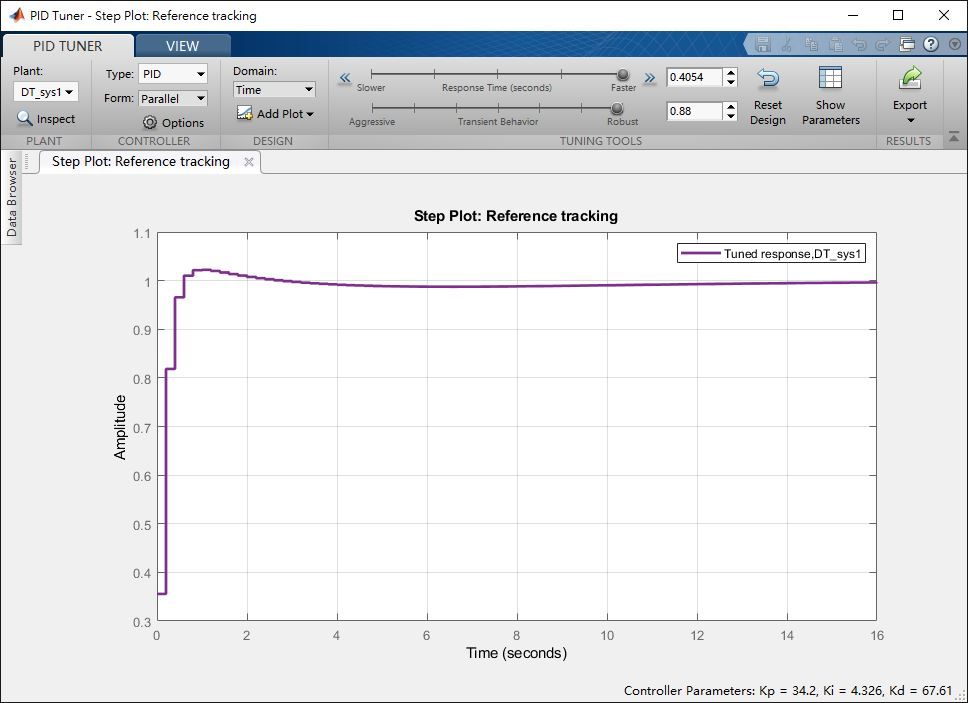 PID Tuner - Step Plot: Reference tracking
PID TUNER VIEW
Plant: Type: PID Domain: Slower Response Time (seconds) Faster 0.4054
DT_sys1 Form: Parallel Time Aggressive Transient Behavior Robust 0.88
Inspect Options Add Plot Reset Design Show Parameters Export
PLANT CONTROLLER DESIGN TUNING TOOLS RESULTS
Data Browser
Step Plot: Reference tracking
Step Plot: Reference tracking
Tuned response,DT_sys1
1.1
1
0.9
0.8
0.7
0.6
0.5
0.4
0.3
Amplitude
0 2 4 6 8 10 12 14 16
Time (seconds)
Controller Parameters: Kp = 34.2, Ki = 4.326, Kd = 67.61